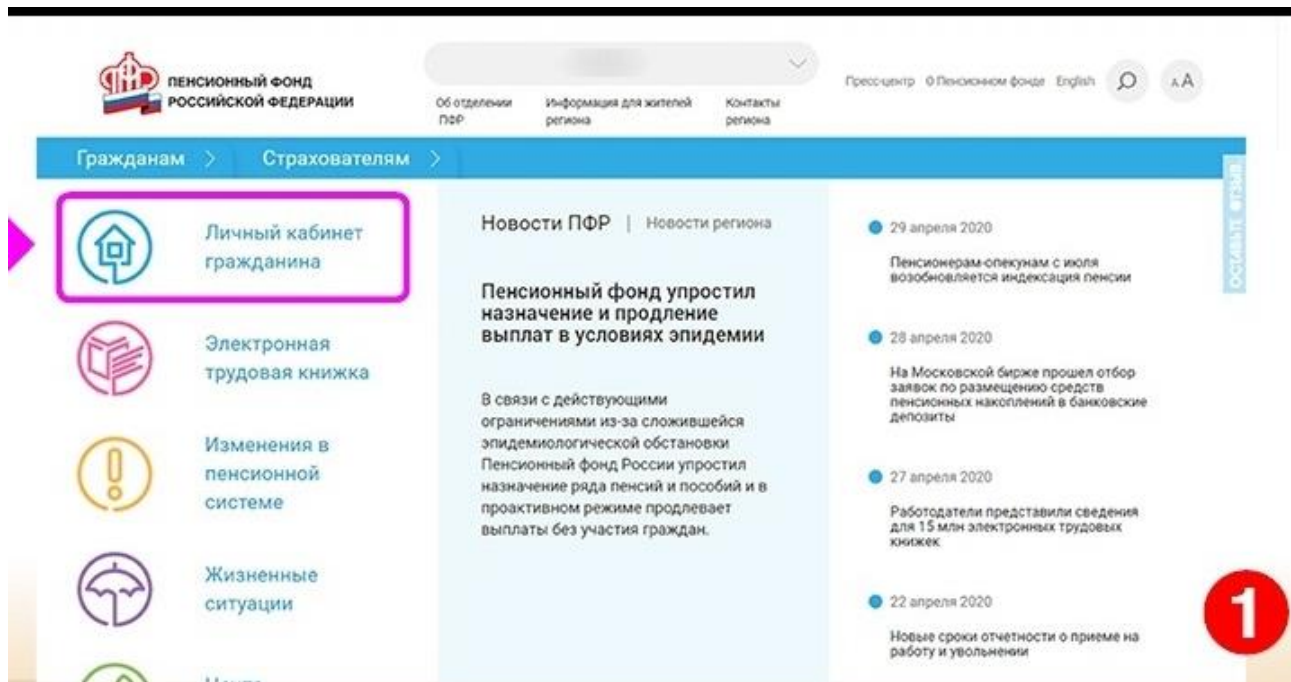 ПЕНСИОННЫЙ ФОНД
РОССИЙСКОЙ ФЕДЕРАЦИИ
Об отделении
ПФР
Информация для жителей
региона
Контакты
региона
Пресс-центр О Пенсионном фонде English
АА
Гражданам > Страхователям >
Личный кабинет
гражданина
Электронная
трудовая книжка
Изменения в
пенсионной
системе
Жизненные
ситуации
Новости ПФР | Новости региона
Пенсионный фонд упростил
назначение и продление
выплат в условиях эпидемии
В связи с действующими
ограничениями из-за сложившейся
эпидемиологической обстановки
Пенсионный фонд России упростил
назначение ряда пенсий и пособий и в
проактивном режиме продлевает
выплаты без участия граждан.
29 апреля 2020
Пенсионерам-опекунам с июля
возобновляется индексация пенсии
28 апреля 2020
На Московской бирже прошел отбор
заявок по размещению средств
пенсионных накоплений в банковские
депозиты
27 апреля 2020
Работодатели представили сведения
для 15 млн электронных трудовых
книжек
22 апреля 2020
Новые сроки отчетности о приеме на
работу и увольнении
ОСТАВЬТЕ ОТЗЫВ
1